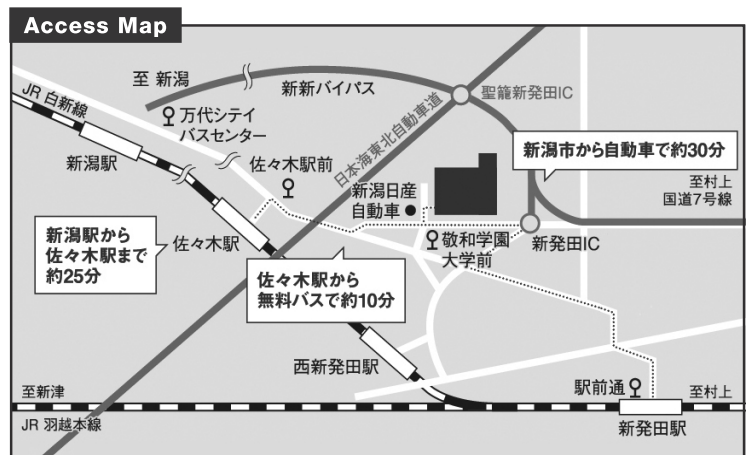 Access Map
至 新潟
新新バイパス
聖籠新発田IC
JR 白新線
万代シテイ
バスセンター
日本海東北自動車道
新潟市から自動車で約30分
新潟駅
佐々木駅前
新潟日産
自動車
至村上
国道7号線
新潟駅から
佐々木駅まで
約25分
佐々木駅
敬和学園
大学前
新発田IC
佐々木駅から
無料バスで約10分
西新発田駅
至新津
駅前通
至村上
JR 羽越本線
新発田駅